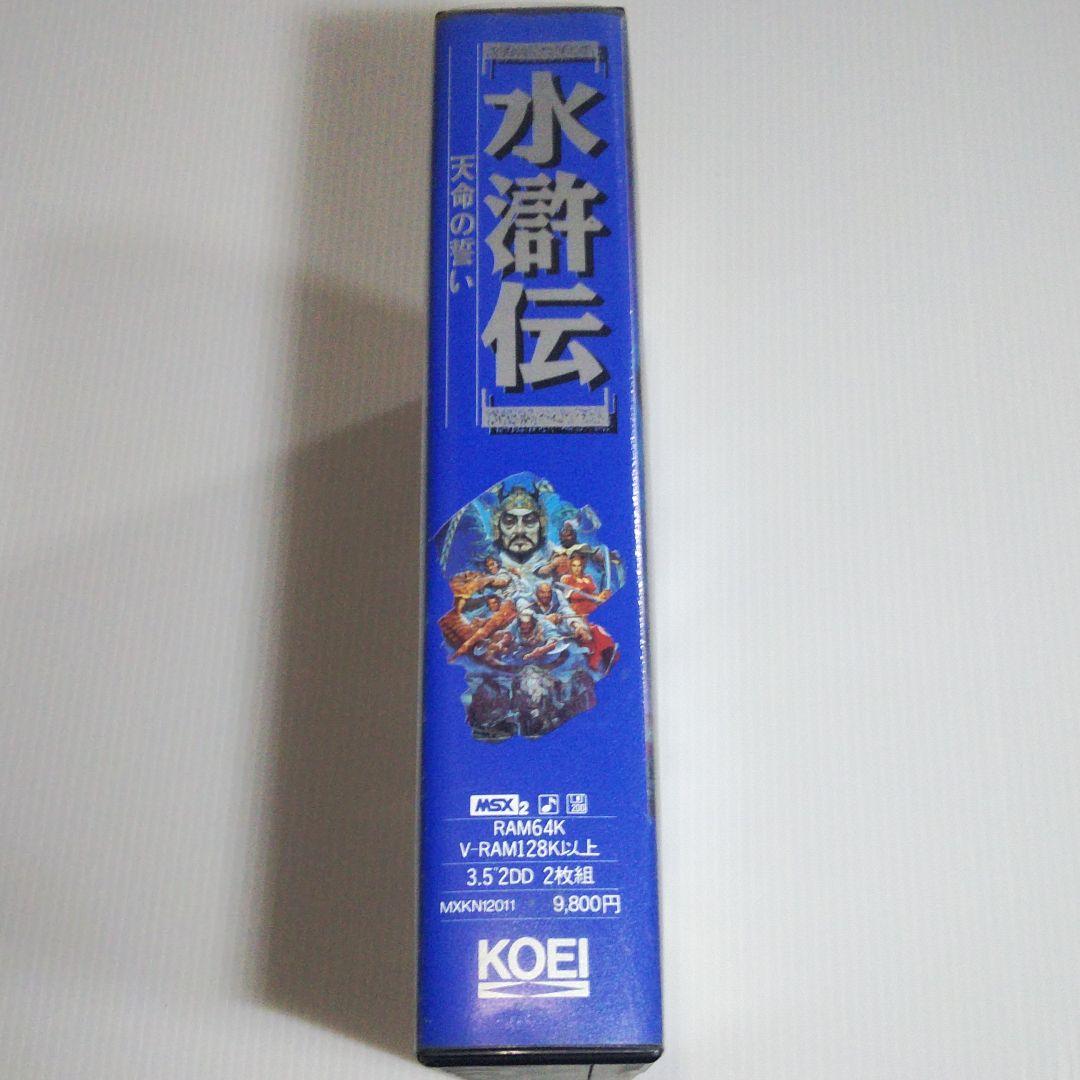 水滸伝
天命の誓い
MSX2 2DD
RAM64K
V-RAM128K以上
3.5"2DD 2枚組
MXKN12011 9,800円
KOEI